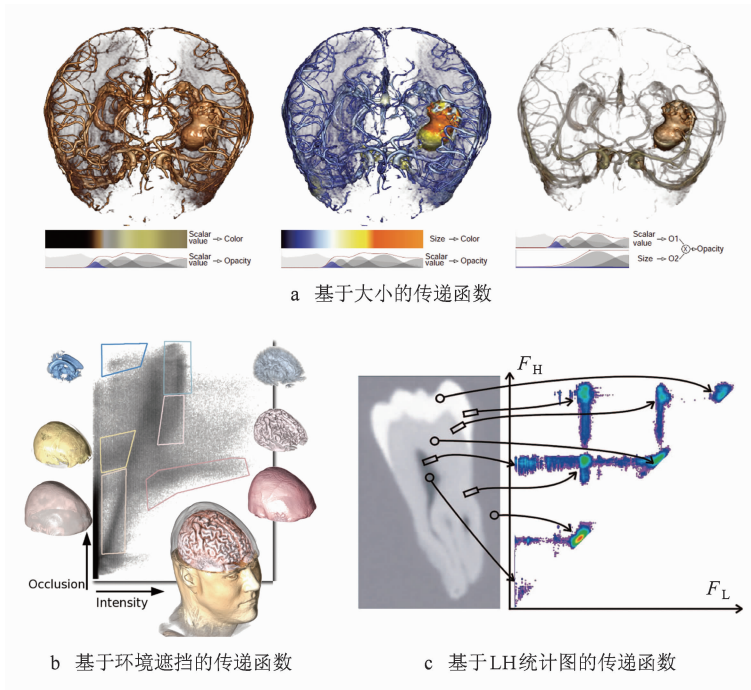 Scalar value → Color
Scalar value → Opacity
Size → Color
Scalar value → Opacity
Scalar value → O1
Size → O2
X → Opacity
a 基于大小的传递函数
Occlusion
Intensity
b 基于环境遮挡的传递函数
F_H
F_L
c 基于LH统计图的传递函数